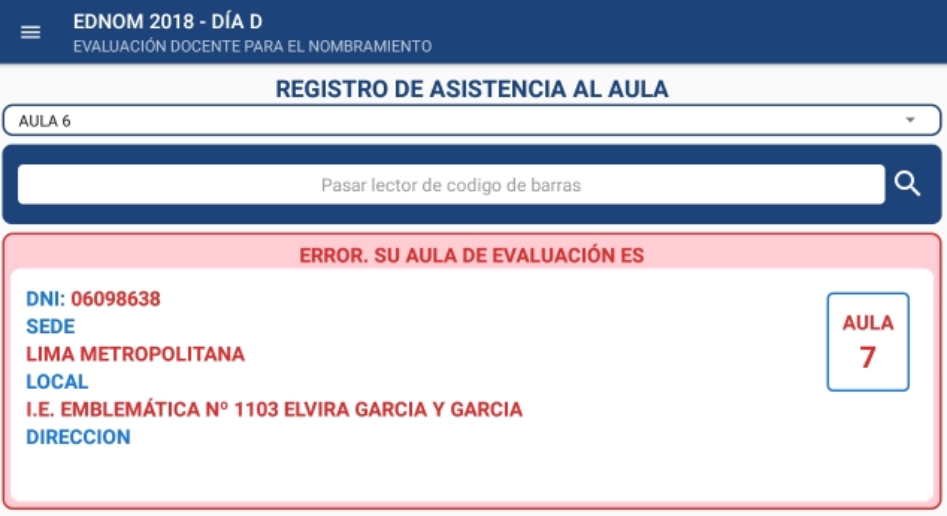 EDNOM 2018 - DÍA D
EVALUACIÓN DOCENTE PARA EL NOMBRAMIENTO
REGISTRO DE ASISTENCIA AL AULA
AULA 6
Pasar lector de codigo de barras
ERROR. SU AULA DE EVALUACIÓN ES
DNI: 06098638
SEDE
LIMA METROPOLITANA
LOCAL
I.E. EMBLEMÁTICA Nº 1103 ELVIRA GARCIA Y GARCIA
DIRECCION
AULA
7